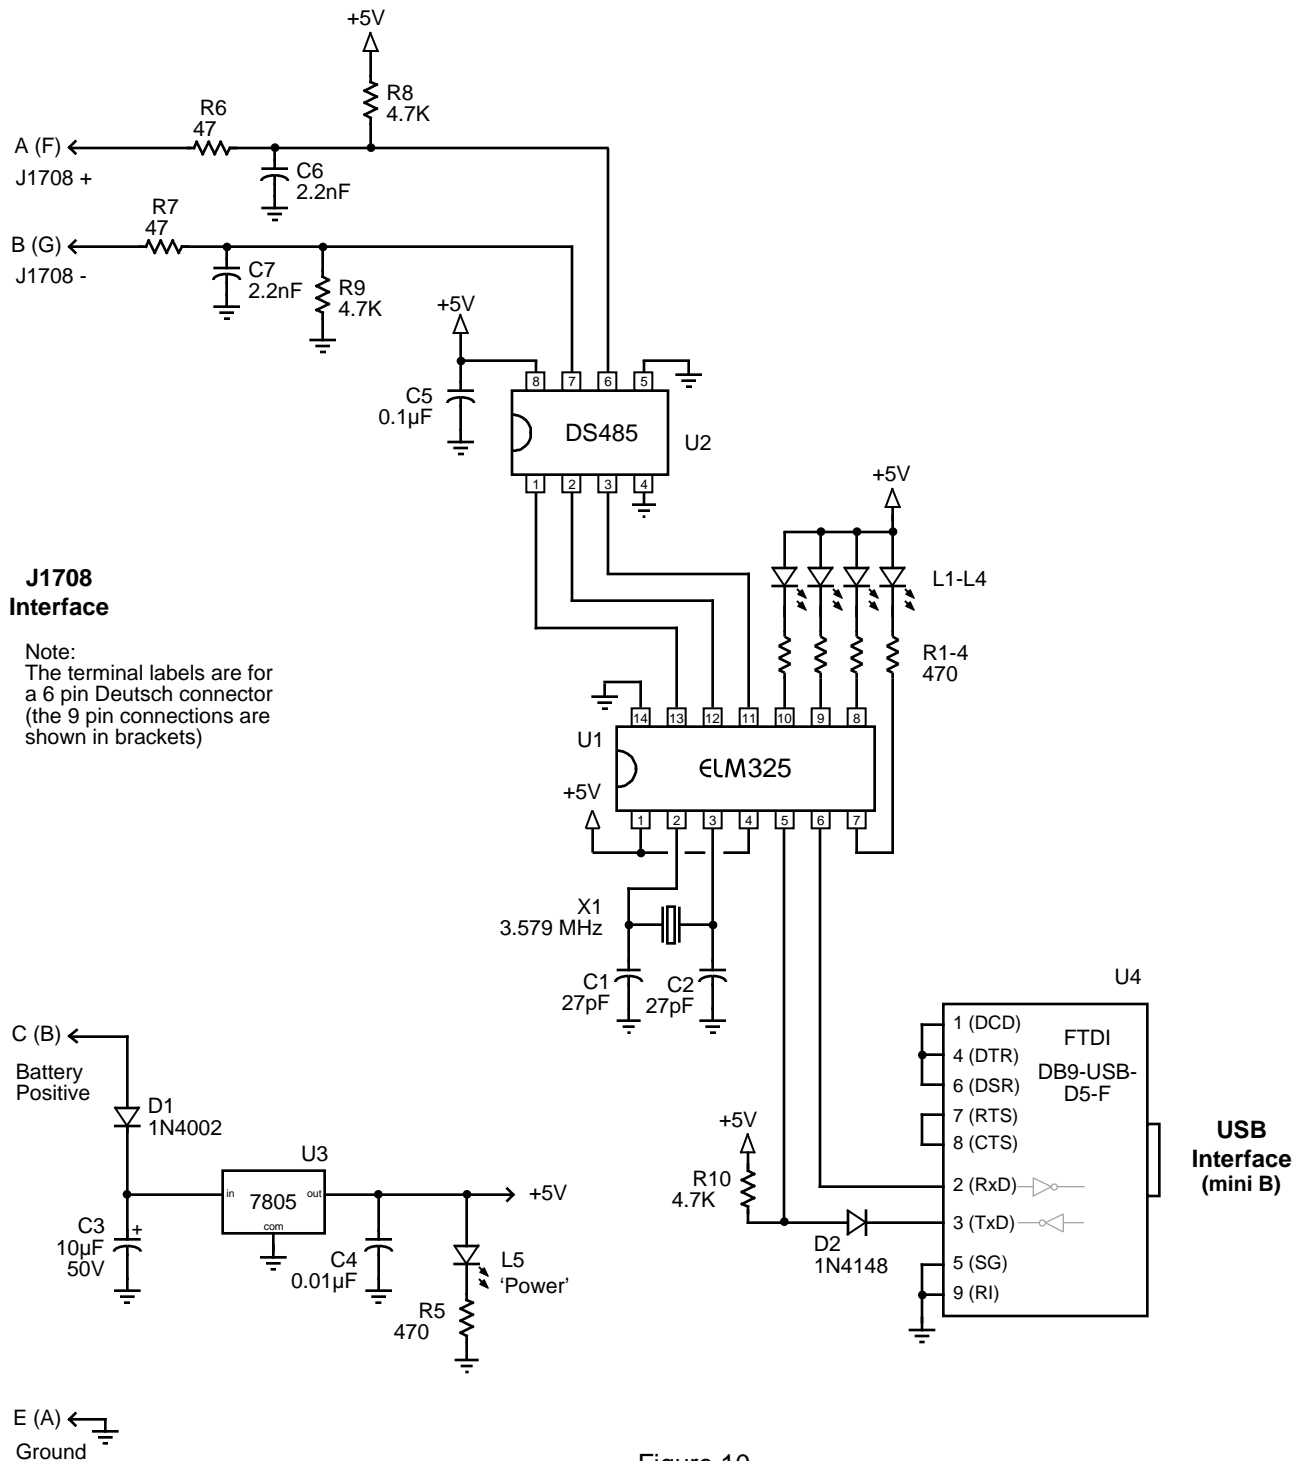 +5V
R8
4.7K
R6
47
A (F)
J1708 +
C6
2.2nF
R7
47
B (G)
J1708 -
C7
2.2nF
R9
4.7K
+5V
C5
0.1µF
8 7 6 5
DS485
U2
1 2 3 4
+5V
L1-L4
R1-4
470
J1708
Interface
Note:
The terminal labels are for
a 6 pin Deutsch connector
(the 9 pin connections are
shown in brackets)
14 13 12 11 10 9 8
U1
ELM325
+5V
1 2 3 4 5 6 7
X1
3.579 MHz
C1
27pF
C2
27pF
C (B)
Battery
Positive
D1
1N4002
U3
in
7805
out
com
+5V
C3
+
10µF
50V
C4
0.01µF
L5
'Power'
R5
470
E (A)
Ground
U4
1 (DCD)
4 (DTR)
6 (DSR)
7 (RTS)
8 (CTS)
2 (RxD)
3 (TxD)
5 (SG)
9 (RI)
FTDI
DB9-USB-
D5-F
USB
Interface
(mini B)
+5V
R10
4.7K
D2
1N4148
Figure 10